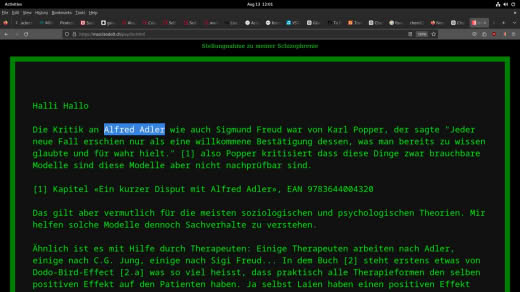 Activities
Aug 13 12:01
File Edit View History Bookmarks Tools Help
Stellungnahme zu meiner Schizophrenie
Halli Hallo
Die Kritik an Alfred Adler wie auch Sigmund Freud war von Karl Popper, der sagte "Jeder
neue Fall erschien nur als eine willkommene Bestätigung dessen, was man bereits zu wissen
glaubte und für wahr hielt." [1] also Popper kritisiert dass diese Dinge zwar brauchbare
Modelle sind diese Modelle aber nicht nachprüfbar sind.
[1] Kapitel «Ein kurzer Disput mit Alfred Adler», EAN 9783644004320
Das gilt aber vermutlich für die meisten soziologischen und psychologischen Theorien. Mir
helfen solche Modelle dennoch Sachverhalte zu verstehen.
Ähnlich ist es mit Hilfe durch Therapeuten: Einige Therapeuten arbeiten nach Adler,
einige nach C.G. Jung, einige nach Sigi Freud... In dem Buch [2] steht erstens etwas von
Dodo-Bird-Effect [2.a] was so viel heisst, dass praktisch alle Therapieformen den selben
positiven Effekt auf den Patienten haben. Ja selbst Laien haben einen positiven Effekt